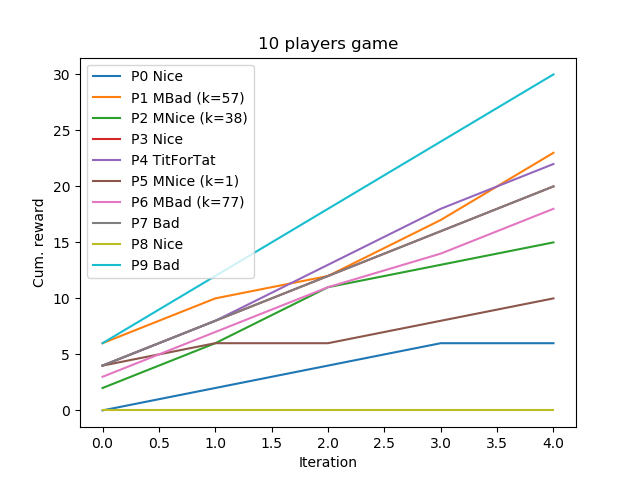 10 players game
P0 Nice
P1 MBad (k=57)
P2 MNice (k=38)
P3 Nice
P4 TitForTat
P5 MNice (k=1)
P6 MBad (k=77)
P7 Bad
P8 Nice
P9 Bad
Cum. reward
30
25
20
15
10
5
0
0.0 0.5 1.0 1.5 2.0 2.5 3.0 3.5 4.0
Iteration